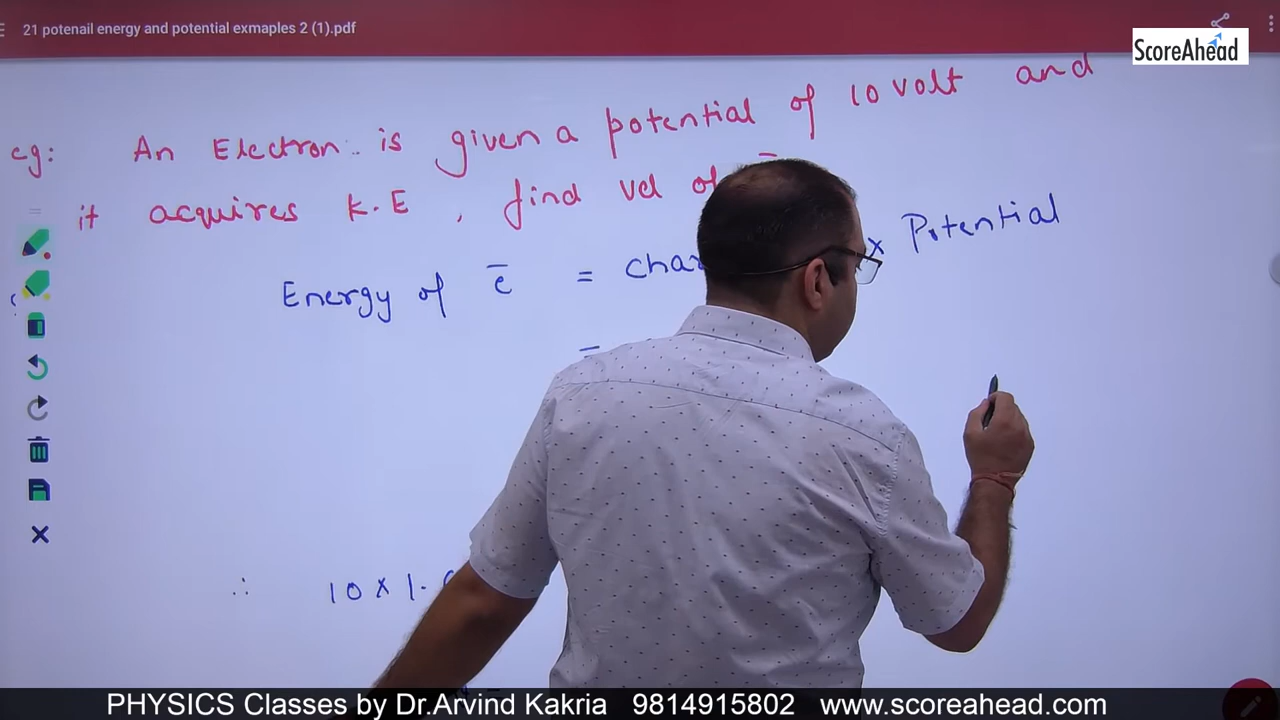 21 potenail energy and potential exmaples 2 (1).pdf
ScoreAhead
eg: An Electron is given a potential of 10 volt and
it acquires K.E , find vel of
Energy of e̅ = × Potential
=
∴ 10 × 1.
PHYSICS Classes by Dr.Arvind Kakria 9814915802 www.scoreahead.com